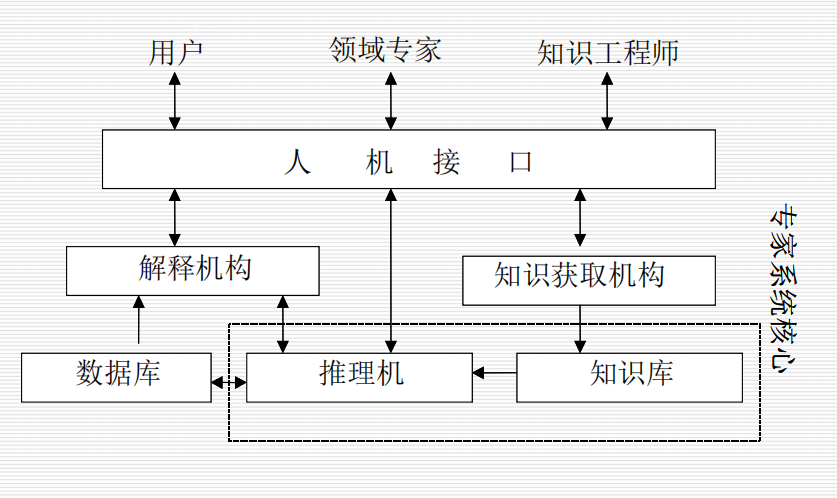 用户
领域专家
知识工程师
人 机 接 口
解释机构
知识获取机构
专家系统核心
数据库
推理机
知识库